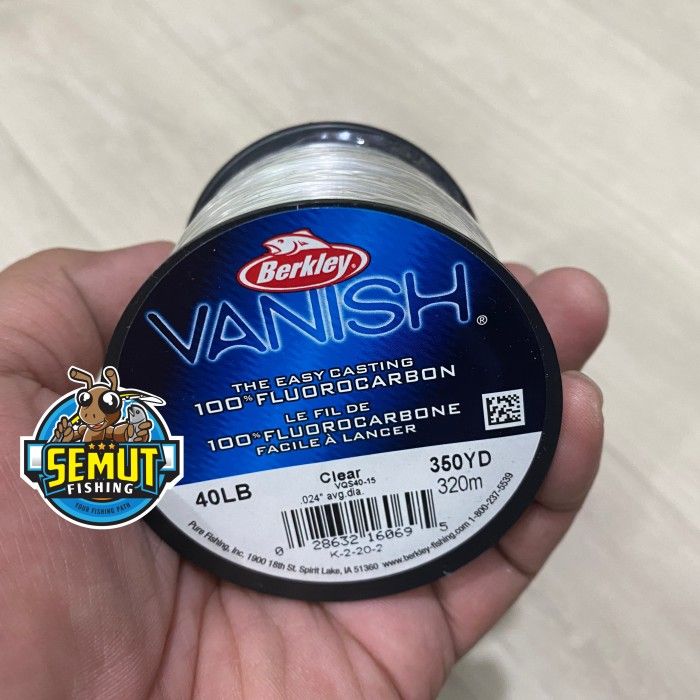 Berkley®
VANISH®
THE EASY CASTING
100% FLUOROCARBON
LE FIL DE
100% FLUOROCARBONE
FACILE À LANCER
SEMUT
FISHING
YOUR FISHING PATH
40LB
Clear
VQS40-15
.024" avg.dia.
350YD
320m
0 28632 16069 5
K-2-20-2
Pure Fishing, Inc. 1900 18th St. Spirit Lake, IA 51360 www.berkley-fishing.com 1-800-237-5539